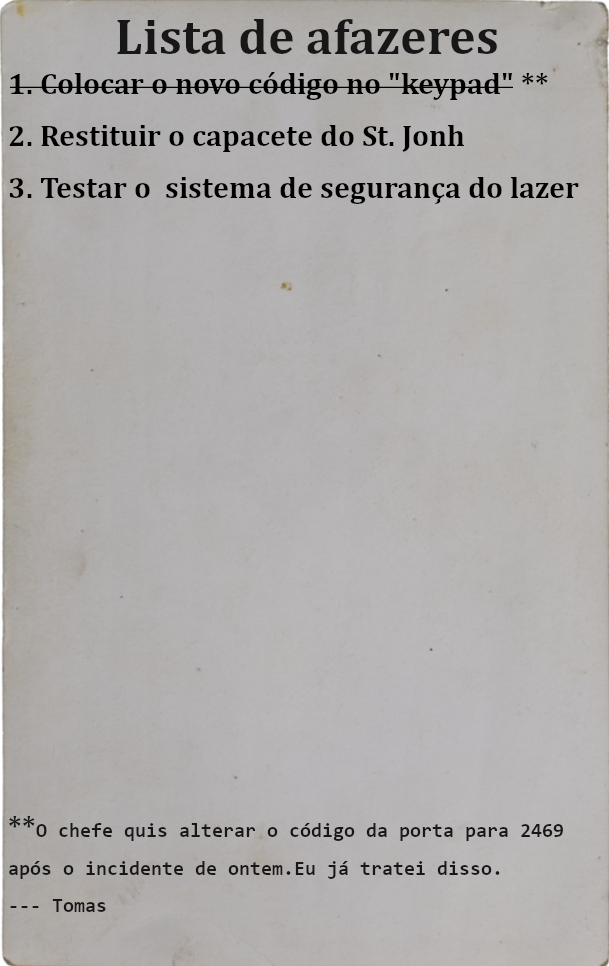 Lista de afazeres
1. Colocar o novo código no "keypad" **
2. Restituir o capacete do St. Jonh
3. Testar o  sistema de segurança do lazer
**O chefe quis alterar o código da porta para 2469
após o incidente de ontem.Eu já tratei disso.
--- Tomas